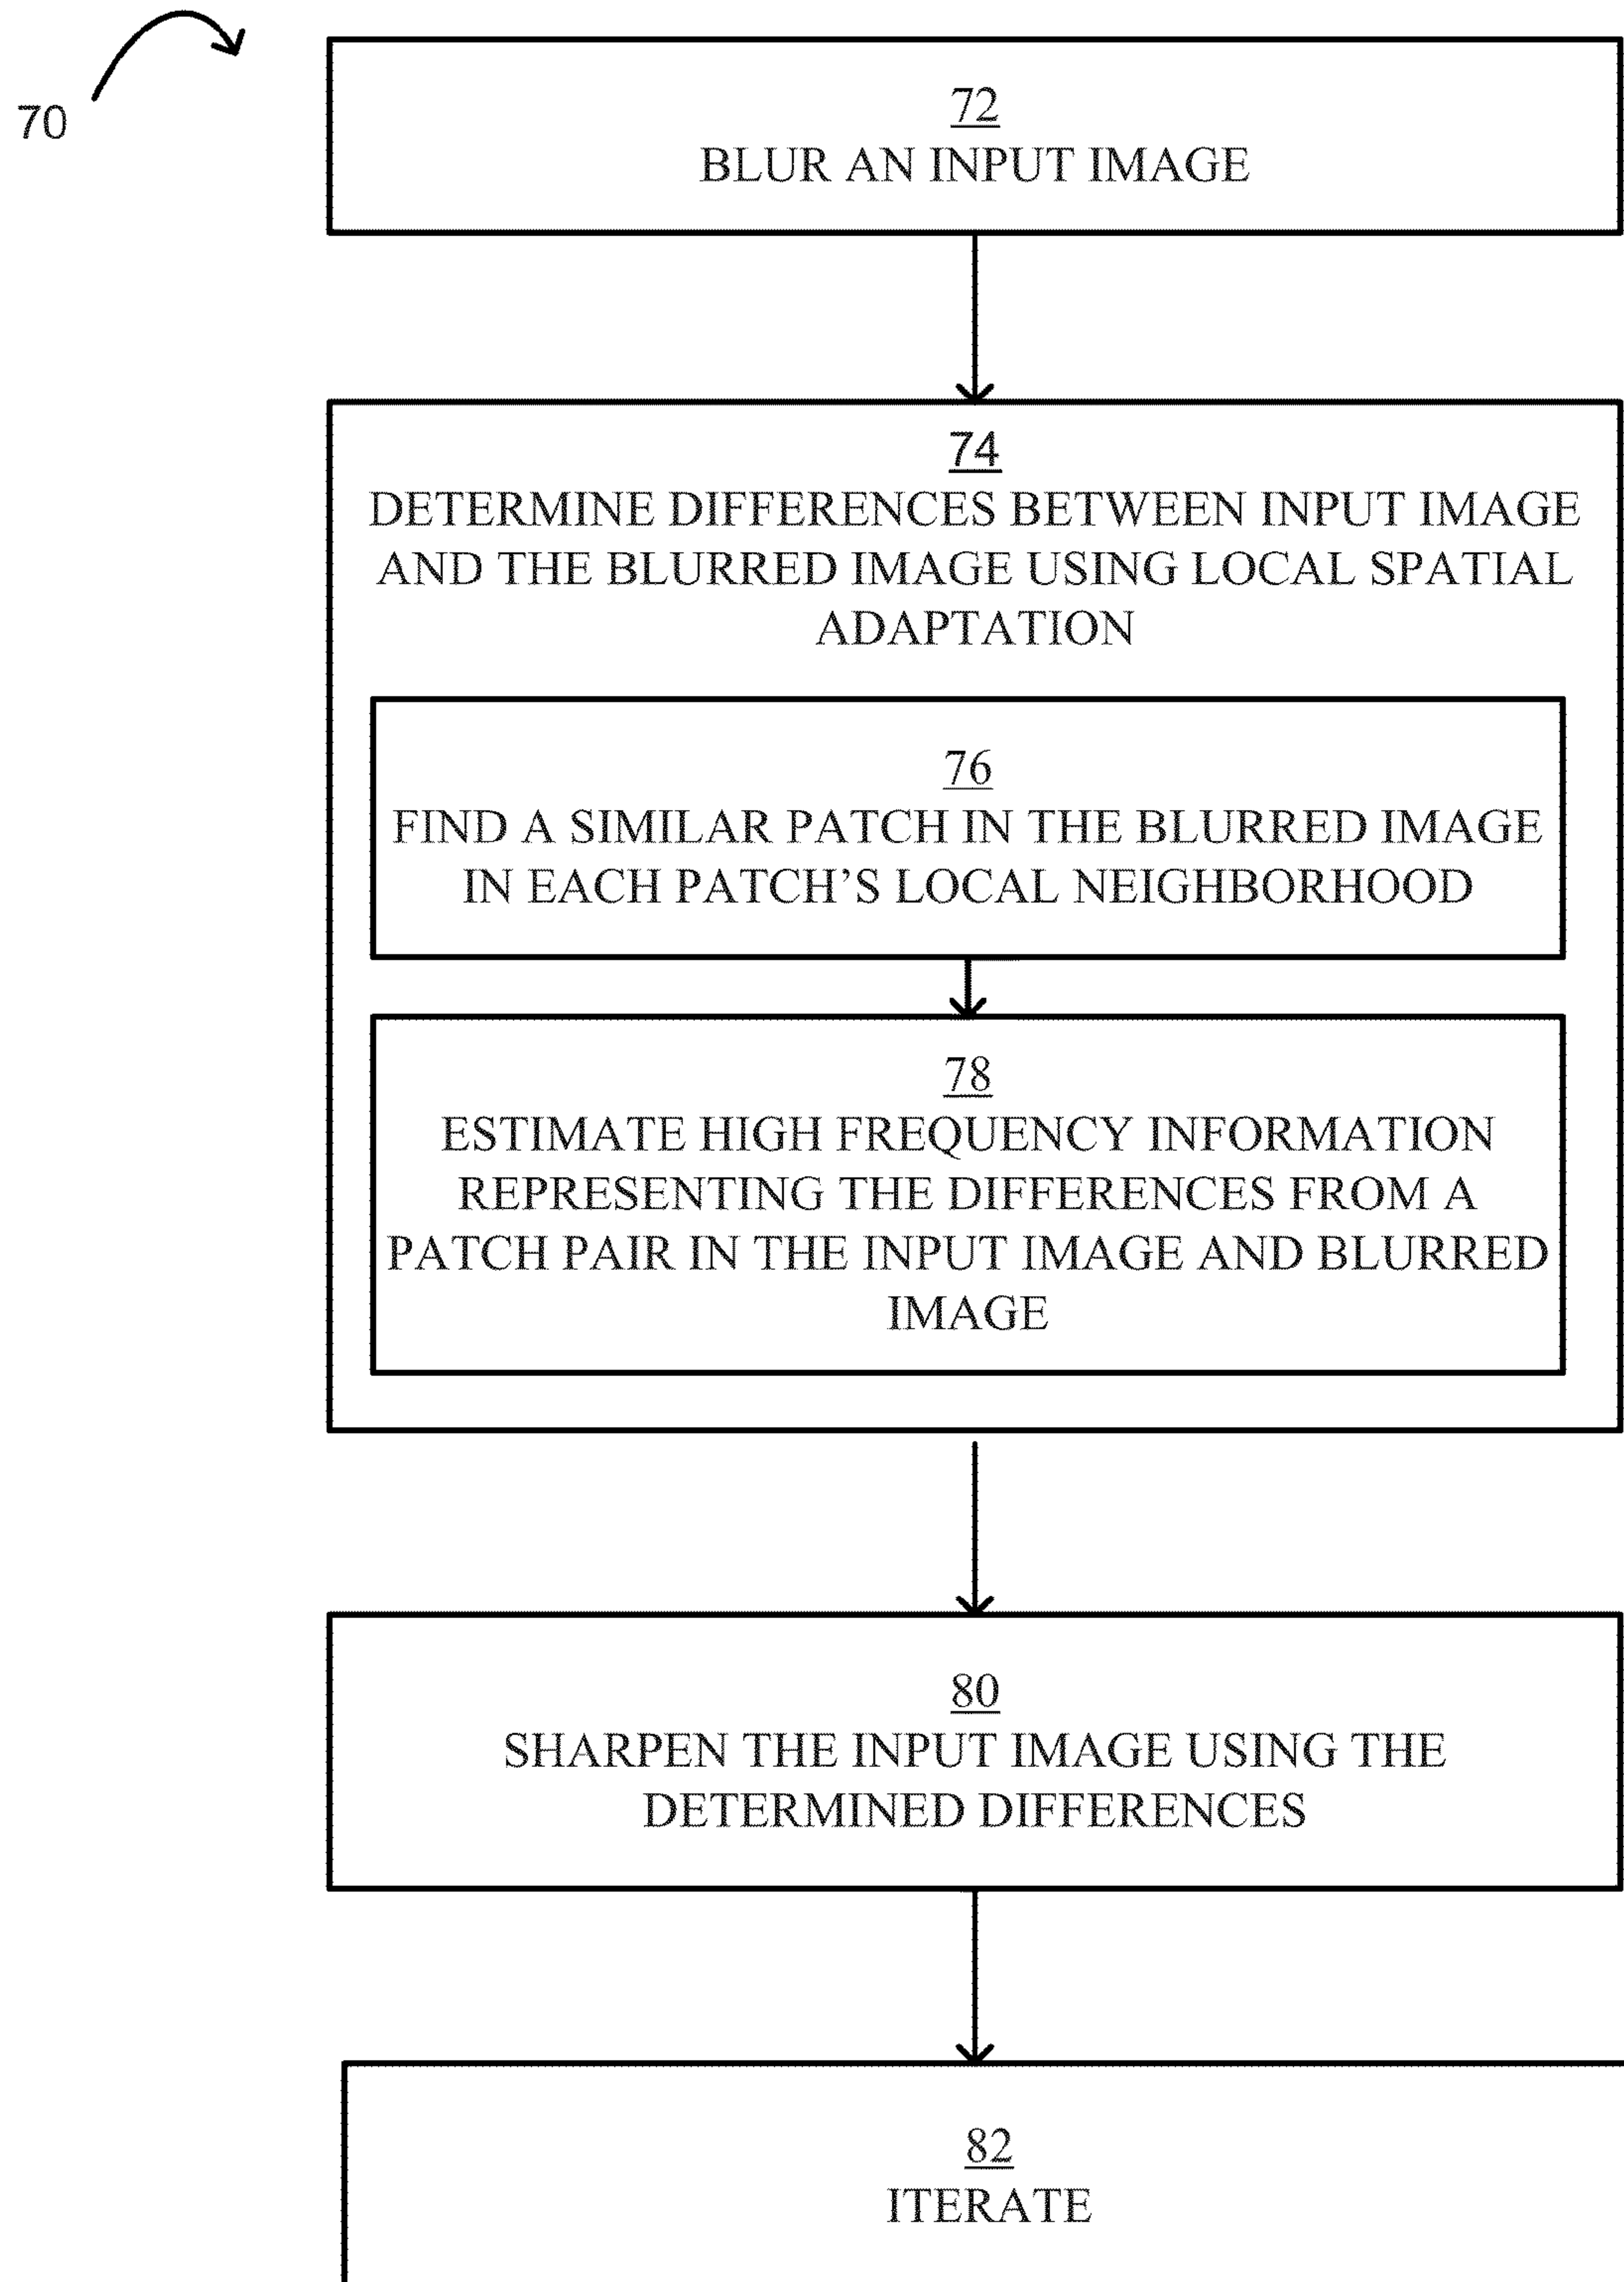 70
72
BLUR AN INPUT IMAGE
74
DETERMINE DIFFERENCES BETWEEN INPUT IMAGE
AND THE BLURRED IMAGE USING LOCAL SPATIAL
ADAPTATION
76
FIND A SIMILAR PATCH IN THE BLURRED IMAGE
IN EACH PATCH’S LOCAL NEIGHBORHOOD
78
ESTIMATE HIGH FREQUENCY INFORMATION
REPRESENTING THE DIFFERENCES FROM A
PATCH PAIR IN THE INPUT IMAGE AND BLURRED
IMAGE
80
SHARPEN THE INPUT IMAGE USING THE
DETERMINED DIFFERENCES
82
ITERATE